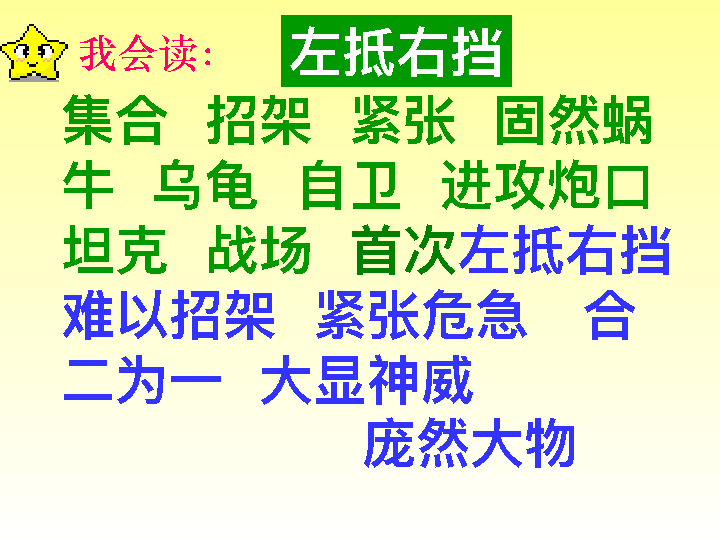 我会读：
左抵右挡
集合 招架 紧张 固然蜗
牛 乌龟 自卫 进攻炮口
坦克 战场 首次左抵右挡
难以招架 紧张危急 合
二为一 大显神威
庞然大物